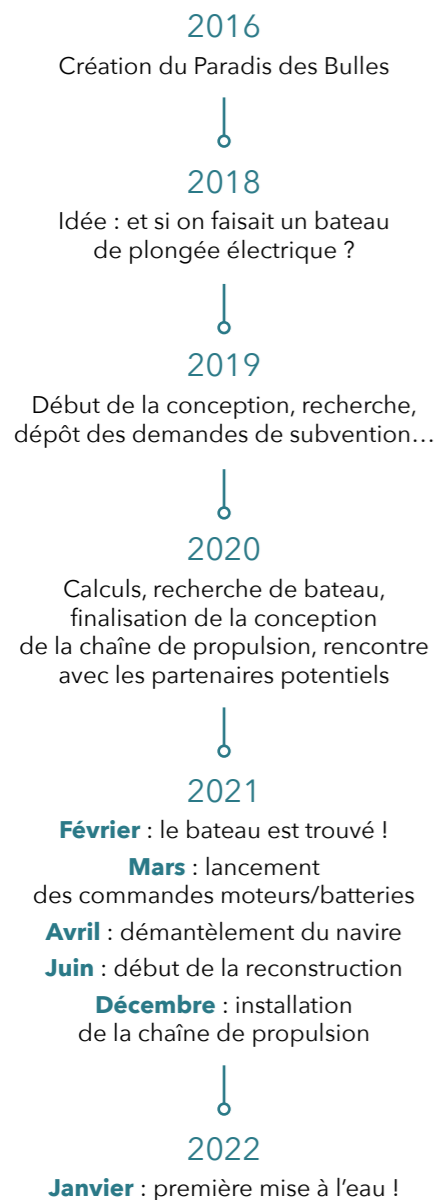 2016
Création du Paradis des Bulles
2018
Idée : et si on faisait un bateau
de plongée électrique ?
2019
Début de la conception, recherche,
dépôt des demandes de subvention…
2020
Calculs, recherche de bateau,
finalisation de la conception
de la chaîne de propulsion, rencontre
avec les partenaires potentiels
2021
Février : le bateau est trouvé !
Mars : lancement
des commandes moteurs/batteries
Avril : démantèlement du navire
Juin : début de la reconstruction
Décembre : installation
de la chaîne de propulsion
2022
Janvier : première mise à l’eau !